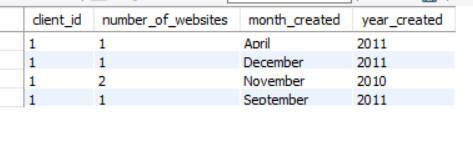 client_id number_of_websites month_created year_created
1 1 April 2011
1 1 December 2011
1 2 November 2010
1 1 September 2011